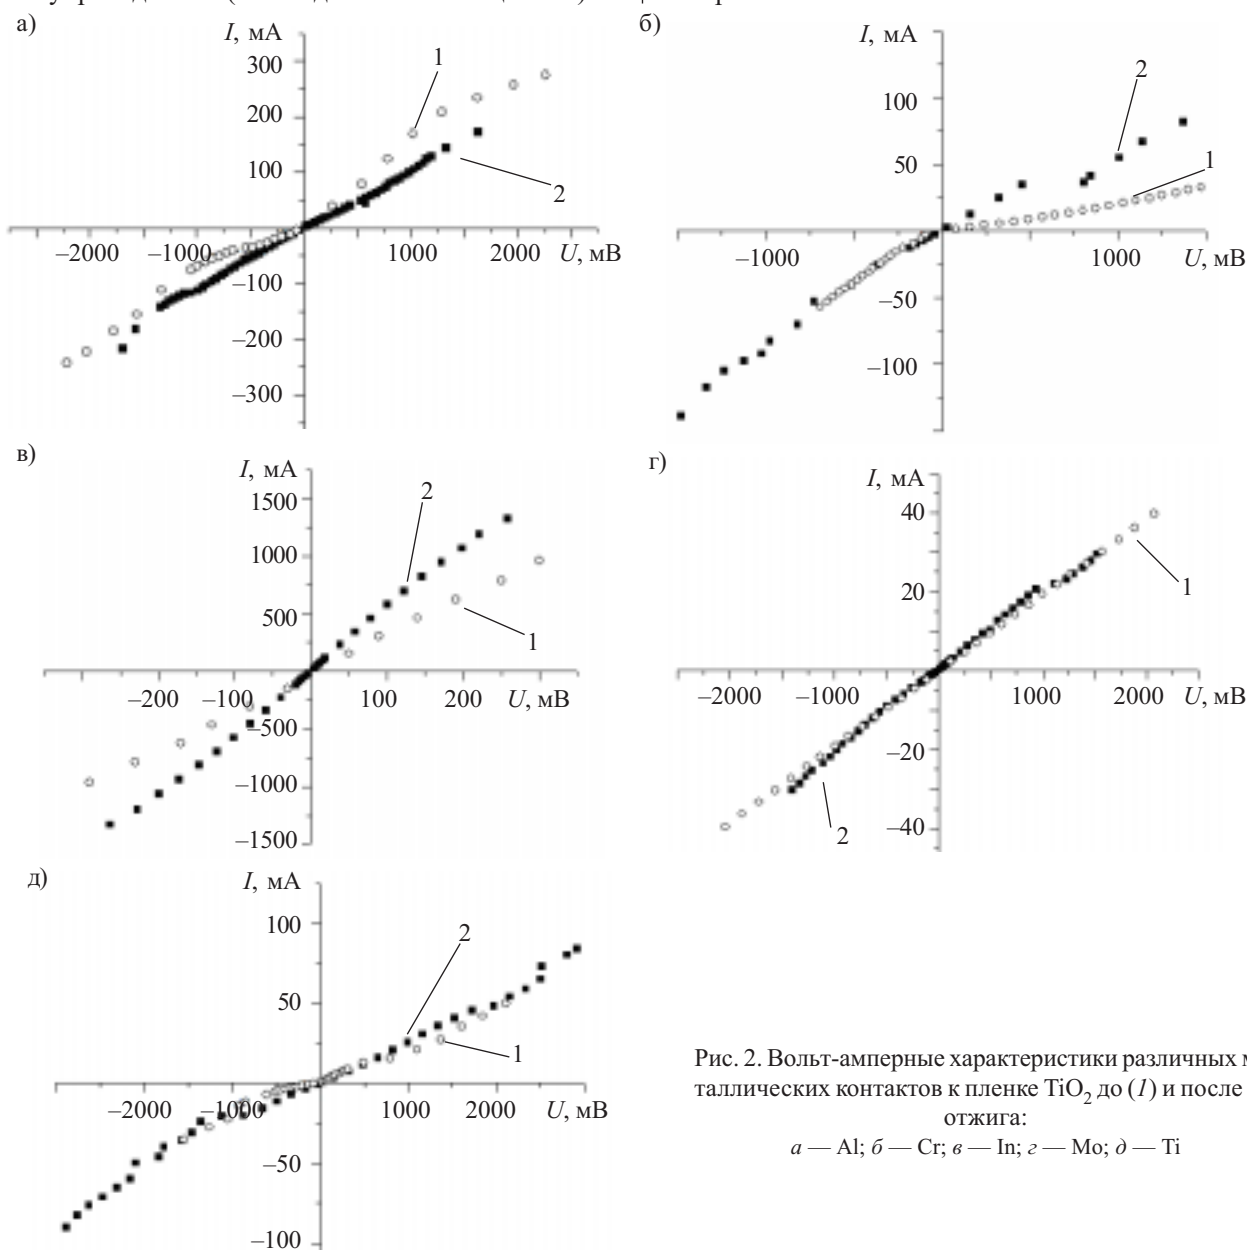 а)
I, мА
300
200
100
–100
–200
–300
–2000
–1000
1000
U, мВ
1
2
б)
I, мА
100
50
–50
–100
–1000
1000
U, мВ
2
1
в)
I, мА
1500
1000
500
–500
–1000
–1500
–200
–100
100
200
U, мВ
2
1
г)
I, мА
40
20
–20
–40
–2000
–1000
1000
2000
U, мВ
1
2
д)
I, мА
100
50
–50
–100
–2000
–1000
1000
2000
U, мВ
2
1
Рис. 2. Вольт-амперные характеристики различных
таллических контактов к пленке TiO₂ до (1) и после
отжига:
а — Al; б — Cr; в — In; г — Mo; д — Ti